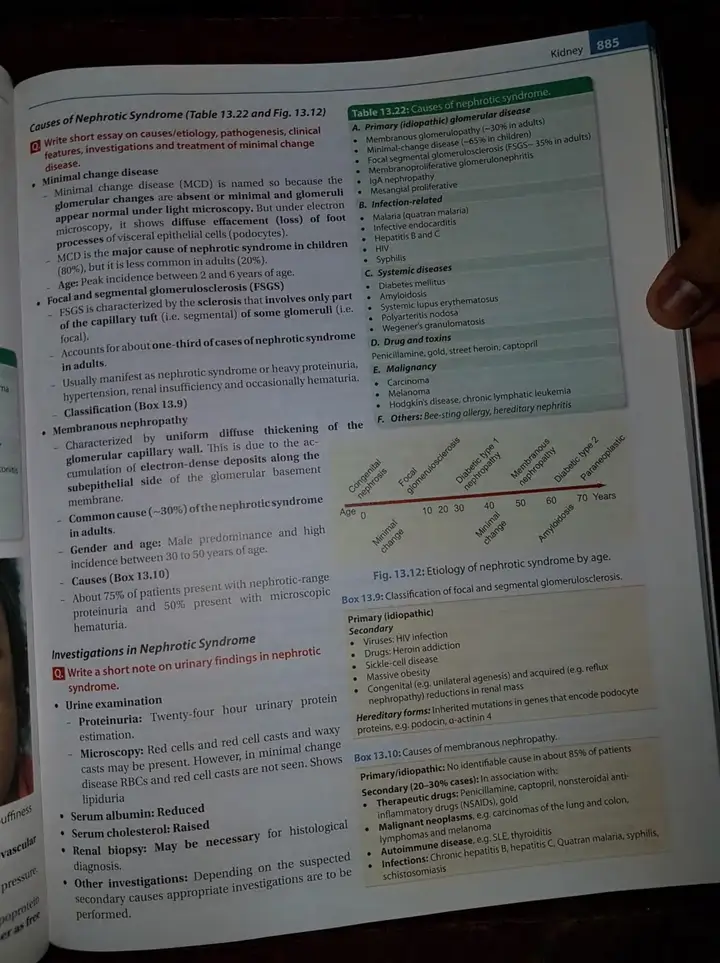 Kidney 885
Causes of Nephrotic Syndrome (Table 13.22 and Fig. 13.12)
Q. Write short essay on causes/etiology, pathogenesis, clinical
features, investigations and treatment of minimal change
disease.
• Minimal change disease
– Minimal change disease (MCD) is named so because the
glomerular changes are absent or minimal and glomeruli
appear normal under light microscopy. But under electron
microscopy, it shows diffuse effacement (loss) of foot
processes of visceral epithelial cells (podocytes).
– MCD is the major cause of nephrotic syndrome in children
(80%), but it is less common in adults (20%).
– Age: Peak incidence between 2 and 6 years of age.
• Focal and segmental glomerulosclerosis (FSGS)
– FSGS is characterized by the sclerosis that involves only part
of the capillary tuft (i.e. segmental) of some glomeruli (i.e.
focal).
– Accounts for about one-third of cases of nephrotic syndrome
in adults.
– Usually manifest as nephrotic syndrome or heavy proteinuria,
hypertension, renal insufficiency and occasionally hematuria.
– Classification (Box 13.9)
• Membranous nephropathy
– Characterized by uniform diffuse thickening of the
glomerular capillary wall. This is due to the ac-
cumulation of electron-dense deposits along the
subepithelial side of the glomerular basement
membrane.
– Common cause (~30%) of the nephrotic syndrome
in adults.
– Gender and age: Male predominance and high
incidence between 30 to 50 years of age.
– Causes (Box 13.10)
– About 75% of patients present with nephrotic-range
proteinuria and 50% present with microscopic
hematuria.
Investigations in Nephrotic Syndrome
Q. Write a short note on urinary findings in nephrotic
syndrome.
• Urine examination
– Proteinuria: Twenty-four hour urinary protein
estimation.
– Microscopy: Red cells and red cell casts and waxy
casts may be present. However, in minimal change
disease RBCs and red cell casts are not seen. Shows
lipiduria
• Serum albumin: Reduced
• Serum cholesterol: Raised
• Renal biopsy: May be necessary for histological
diagnosis.
• Other investigations: Depending on the suspected
secondary causes appropriate investigations are to be
performed.
Table 13.22: Causes of nephrotic syndrome.
A. Primary (idiopathic) glomerular disease
• Membranous glomerulopathy (~30% in adults)
• Minimal-change disease (~65% in children)
• Focal segmental glomerulosclerosis (FSGS~ 35% in adults)
• Membranoproliferative glomerulonephritis
• IgA nephropathy
• Mesangial proliferative
B. Infection-related
• Malaria (quatran malaria)
• Infective endocarditis
• Hepatitis B and C
• HIV
• Syphilis
C. Systemic diseases
• Diabetes mellitus
• Amyloidosis
• Systemic lupus erythematosus
• Polyarteritis nodosa
• Wegener's granulomatosis
D. Drug and toxins
Penicillamine, gold, street heroin, captopril
E. Malignancy
• Carcinoma
• Melanoma
• Hodgkin's disease, chronic lymphatic leukemia
F. Others: Bee-sting allergy, hereditary nephritis
Congenital
nephrosis
Focal
glomerulosclerosis
Diabetic type 1
nephropathy
Membranous
nephropathy
Diabetic type 2
Paraneoplastic
Age 0 10 20 30 40 50 60 70 Years
Minimal
change
Minimal
change
Amyloidosis
Fig. 13.12: Etiology of nephrotic syndrome by age.
Box 13.9: Classification of focal and segmental glomerulosclerosis.
Primary (idiopathic)
Secondary
• Viruses: HIV infection
• Drugs: Heroin addiction
• Sickle-cell disease
• Massive obesity
• Congenital (e.g. unilateral agenesis) and acquired (e.g. reflux
nephropathy) reductions in renal mass
Hereditary forms: Inherited mutations in genes that encode podocyte
proteins, e.g. podocin, α-actinin 4
Box 13.10: Causes of membranous nephropathy.
Primary/idiopathic: No identifiable cause in about 85% of patients
Secondary (20–30% cases): In association with:
• Therapeutic drugs: Penicillamine, captopril, nonsteroidal anti-
inflammatory drugs (NSAIDs), gold
• Malignant neoplasms, e.g. carcinomas of the lung and colon,
lymphomas and melanoma
• Autoimmune disease, e.g. SLE, thyroiditis
• Infections: Chronic hepatitis B, hepatitis C, Quatran malaria, syphilis,
schistosomiasis
uffiness
vascular
pressure.
oprotein
er as free